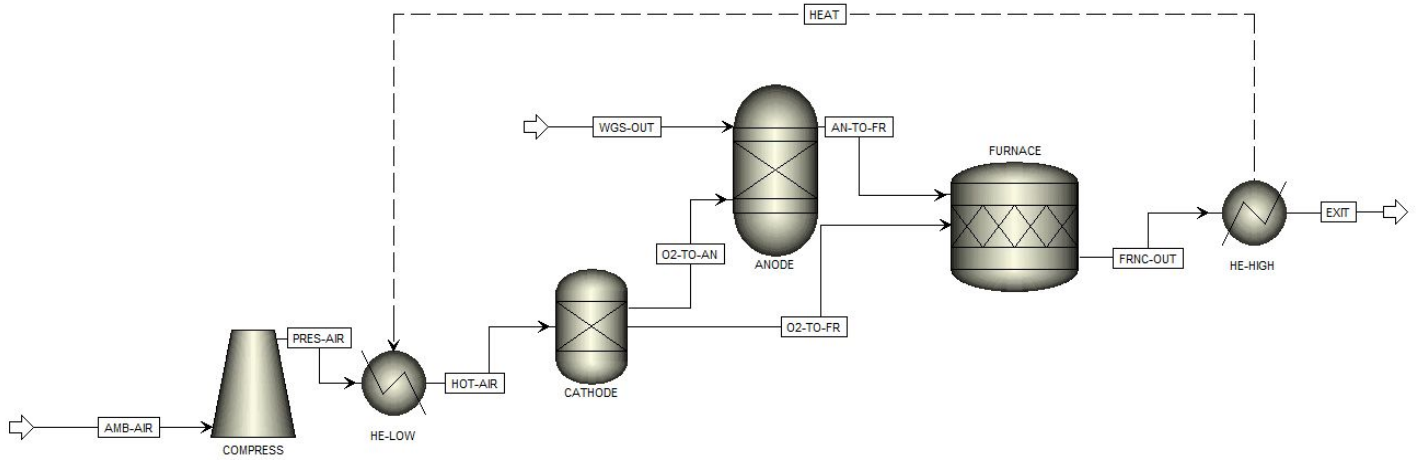 HEAT
WGS-OUT
AN-TO-FR
FURNACE
EXIT
O2-TO-AN
ANODE
FRNC-OUT
HE-HIGH
O2-TO-FR
PRES-AIR
HOT-AIR
CATHODE
AMB-AIR
HE-LOW
COMPRESS